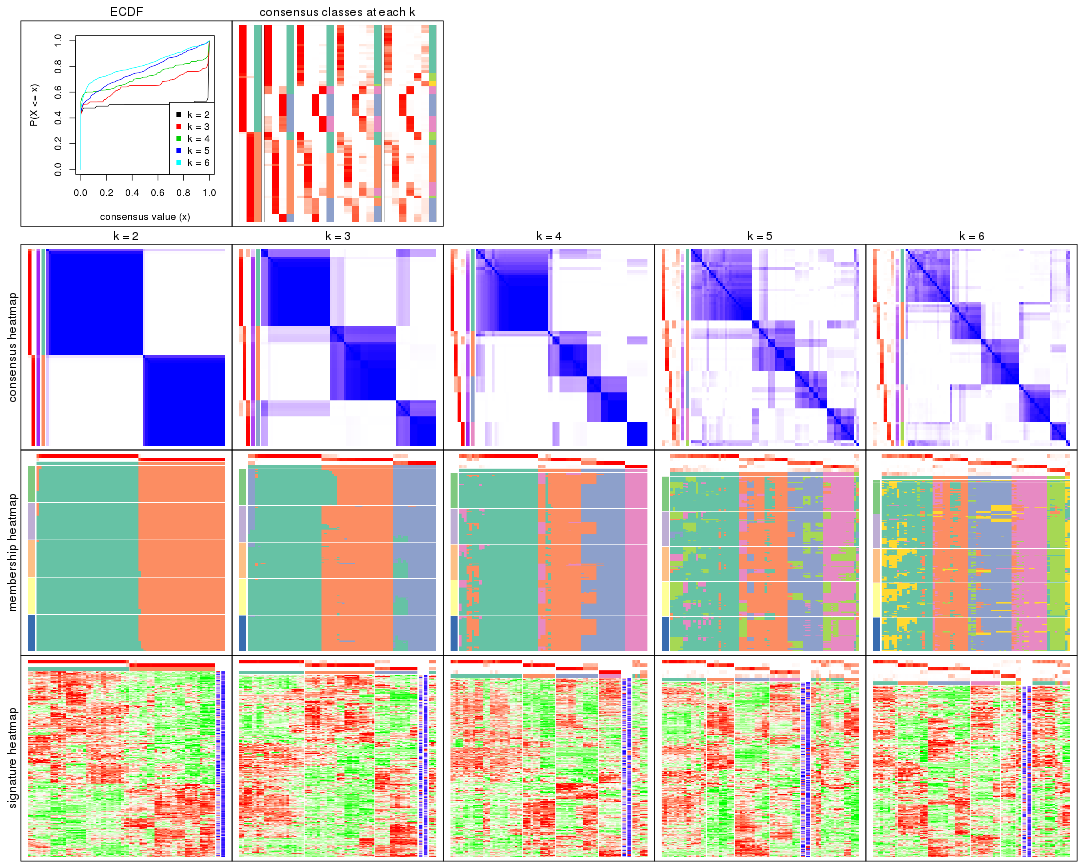 ECDF
consensus classes at each k
P(X <= x)
0.0 0.2 0.4 0.6 0.8 1.0
k = 2
k = 3
k = 4
k = 5
k = 6
0.0 0.2 0.4 0.6 0.8 1.0
consensus value (x)
k = 2 k = 3 k = 4 k = 5 k = 6
consensus heatmap
membership heatmap
signature heatmap